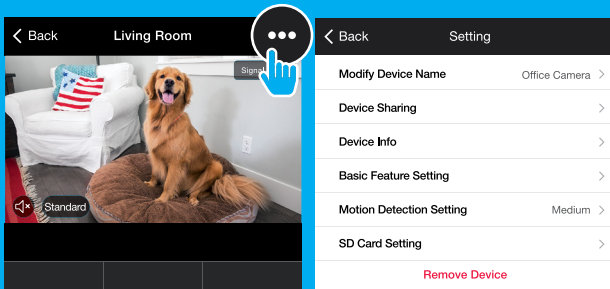 Back
Living Room
Signal
Standard
Back
Setting
Modify Device Name
Office Camera
Device Sharing
Device Info
Basic Feature Setting
Motion Detection Setting
Medium
SD Card Setting
Remove Device